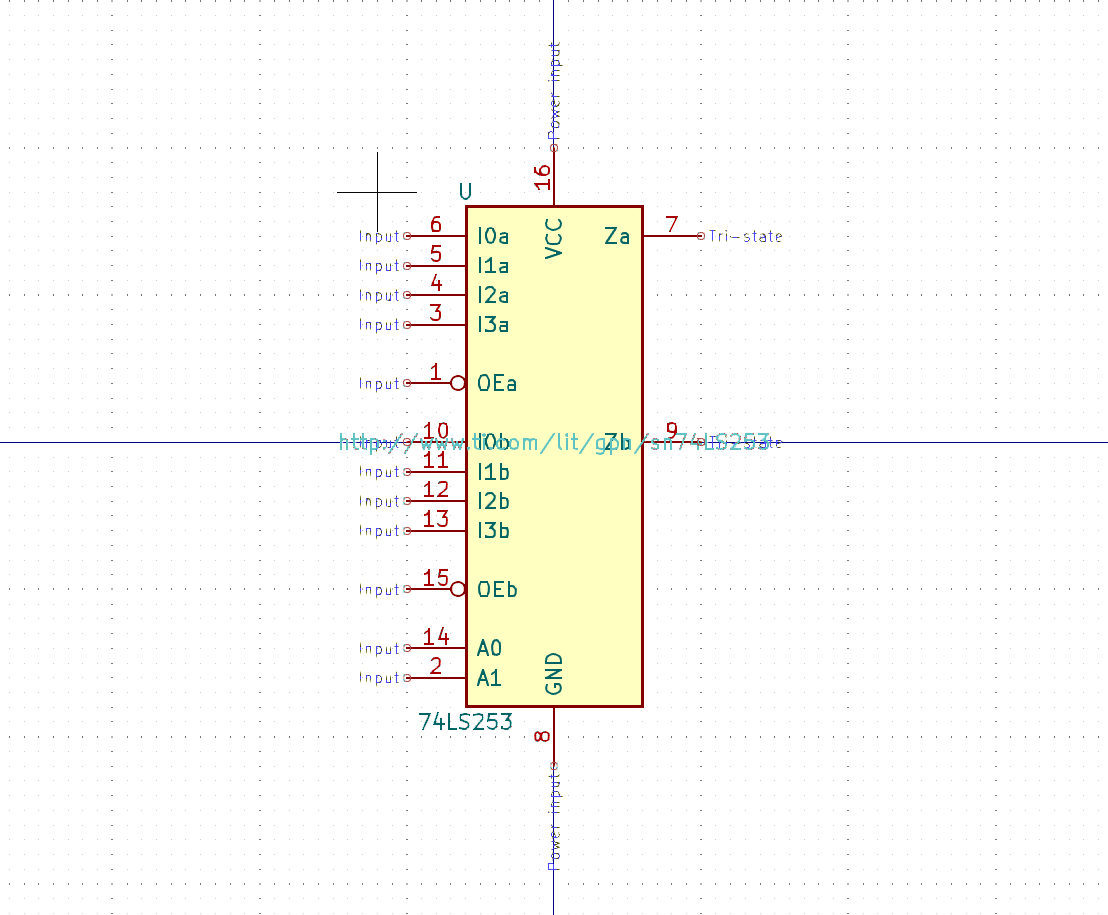 Power input
16
U
Input 6 I0a VCC Za 7 Tri-state
Input 5 I1a
Input 4 I2a
Input 3 I3a
Input 1 OEa
Input 10 I0b Zb 9 Tri-state
http://www.ti.com/lit/gpn/sn74LS253
Input 11 I1b
Input 12 I2b
Input 13 I3b
Input 15 OEb
Input 14 A0
Input 2 A1
GND
74LS253
8
Power input